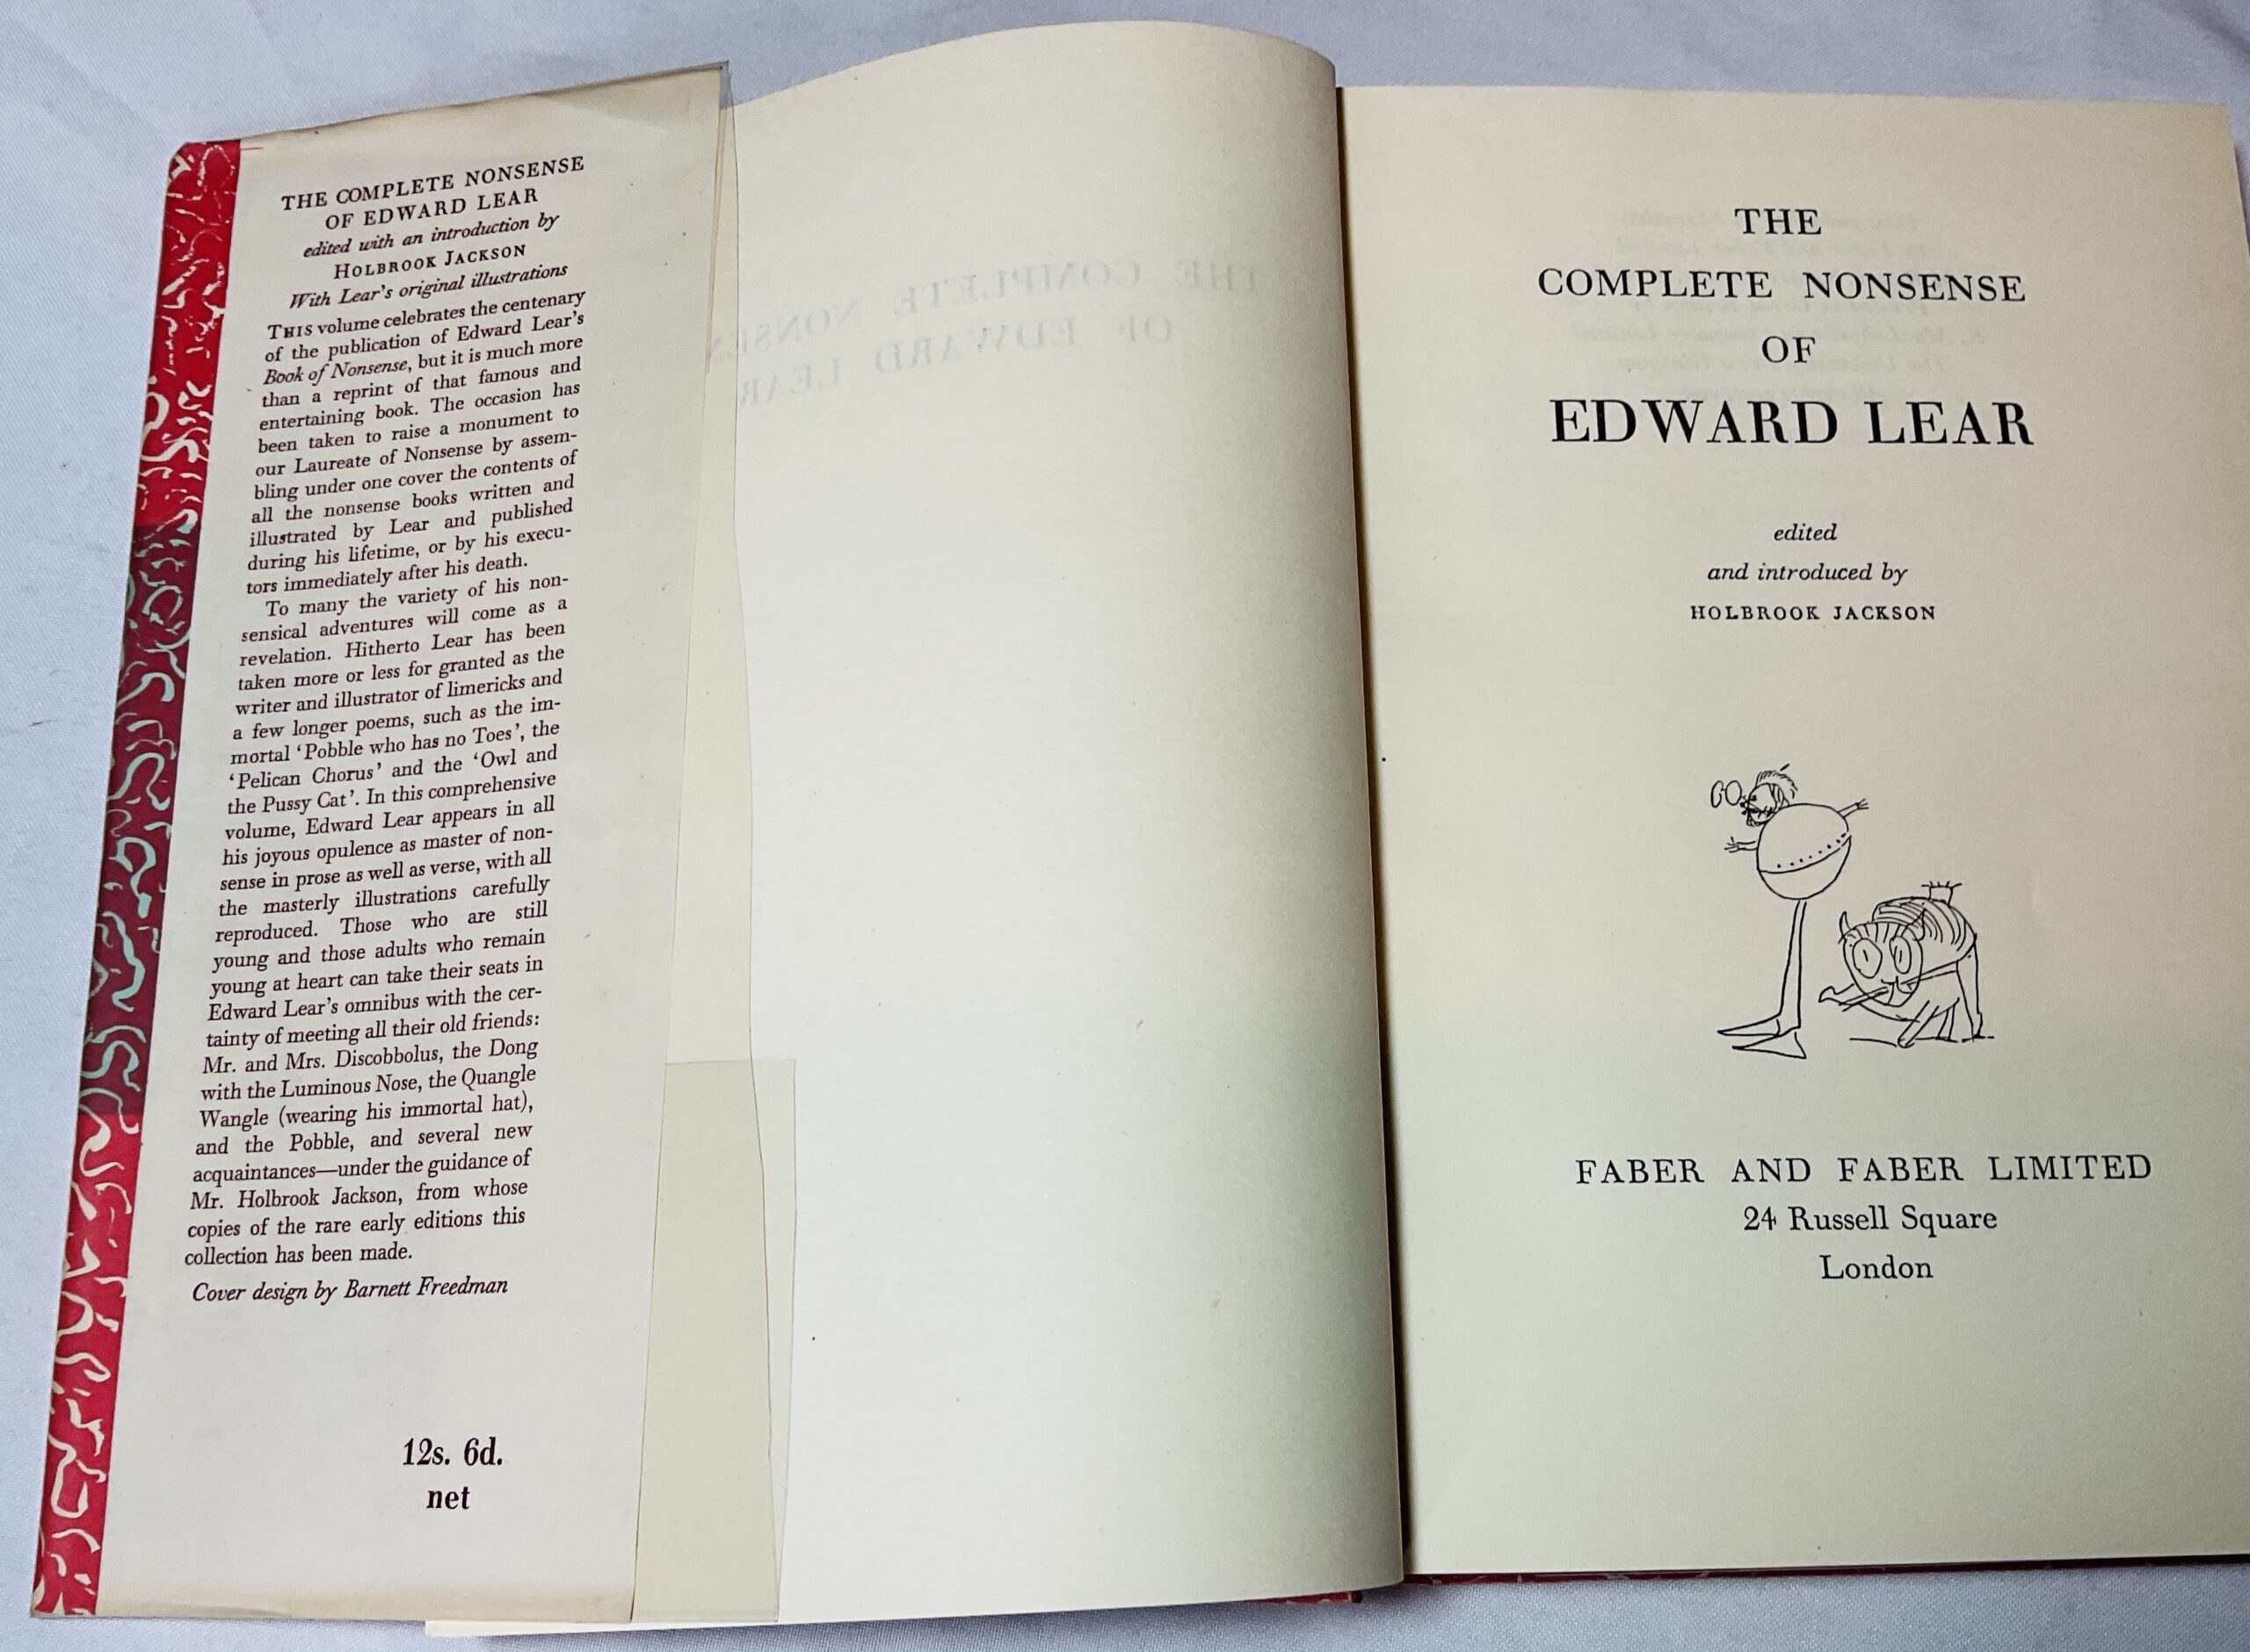 THE COMPLETE NONSENSE
OF EDWARD LEAR
edited with an introduction by
HOLBROOK JACKSON
With Lear's original illustrations
THIS volume celebrates the centenary
of the publication of Edward Lear's
Book of Nonsense, but it is much more
than a reprint of that famous and
entertaining book. The occasion has
been taken to raise a monument to
our Laureate of Nonsense by assem-
bling under one cover the contents of
all the nonsense books written and
illustrated by Lear and published
during his lifetime, or by his execu-
tors immediately after his death.
To many the variety of his non-
sensical adventures will come as a
revelation. Hitherto Lear has been
taken more or less for granted as the
writer and illustrator of limericks and
a few longer poems, such as the im-
mortal 'Pobble who has no Toes', the
'Pelican Chorus' and the 'Owl and
the Pussy Cat'. In this comprehensive
volume, Edward Lear appears in all
his joyous opulence as master of non-
sense in prose as well as verse, with all
the masterly illustrations carefully
reproduced. Those who are still
young and those adults who remain
young at heart can take their seats in
Edward Lear's omnibus with the cer-
tainty of meeting all their old friends:
Mr. and Mrs. Discobbolus, the Dong
with the Luminous Nose, the Quangle
Wangle (wearing his immortal hat),
and the Pobble, and several new
acquaintances—under the guidance of
Mr. Holbrook Jackson, from whose
copies of the rare early editions this
collection has been made.
Cover design by Barnett Freedman
12s. 6d.
net
THE COMPLETE NONSEN
OF EDWARD LEAR
THE
COMPLETE NONSENSE
OF
EDWARD LEAR
edited
and introduced by
HOLBROOK JACKSON
FABER AND FABER LIMITED
24 Russell Square
London